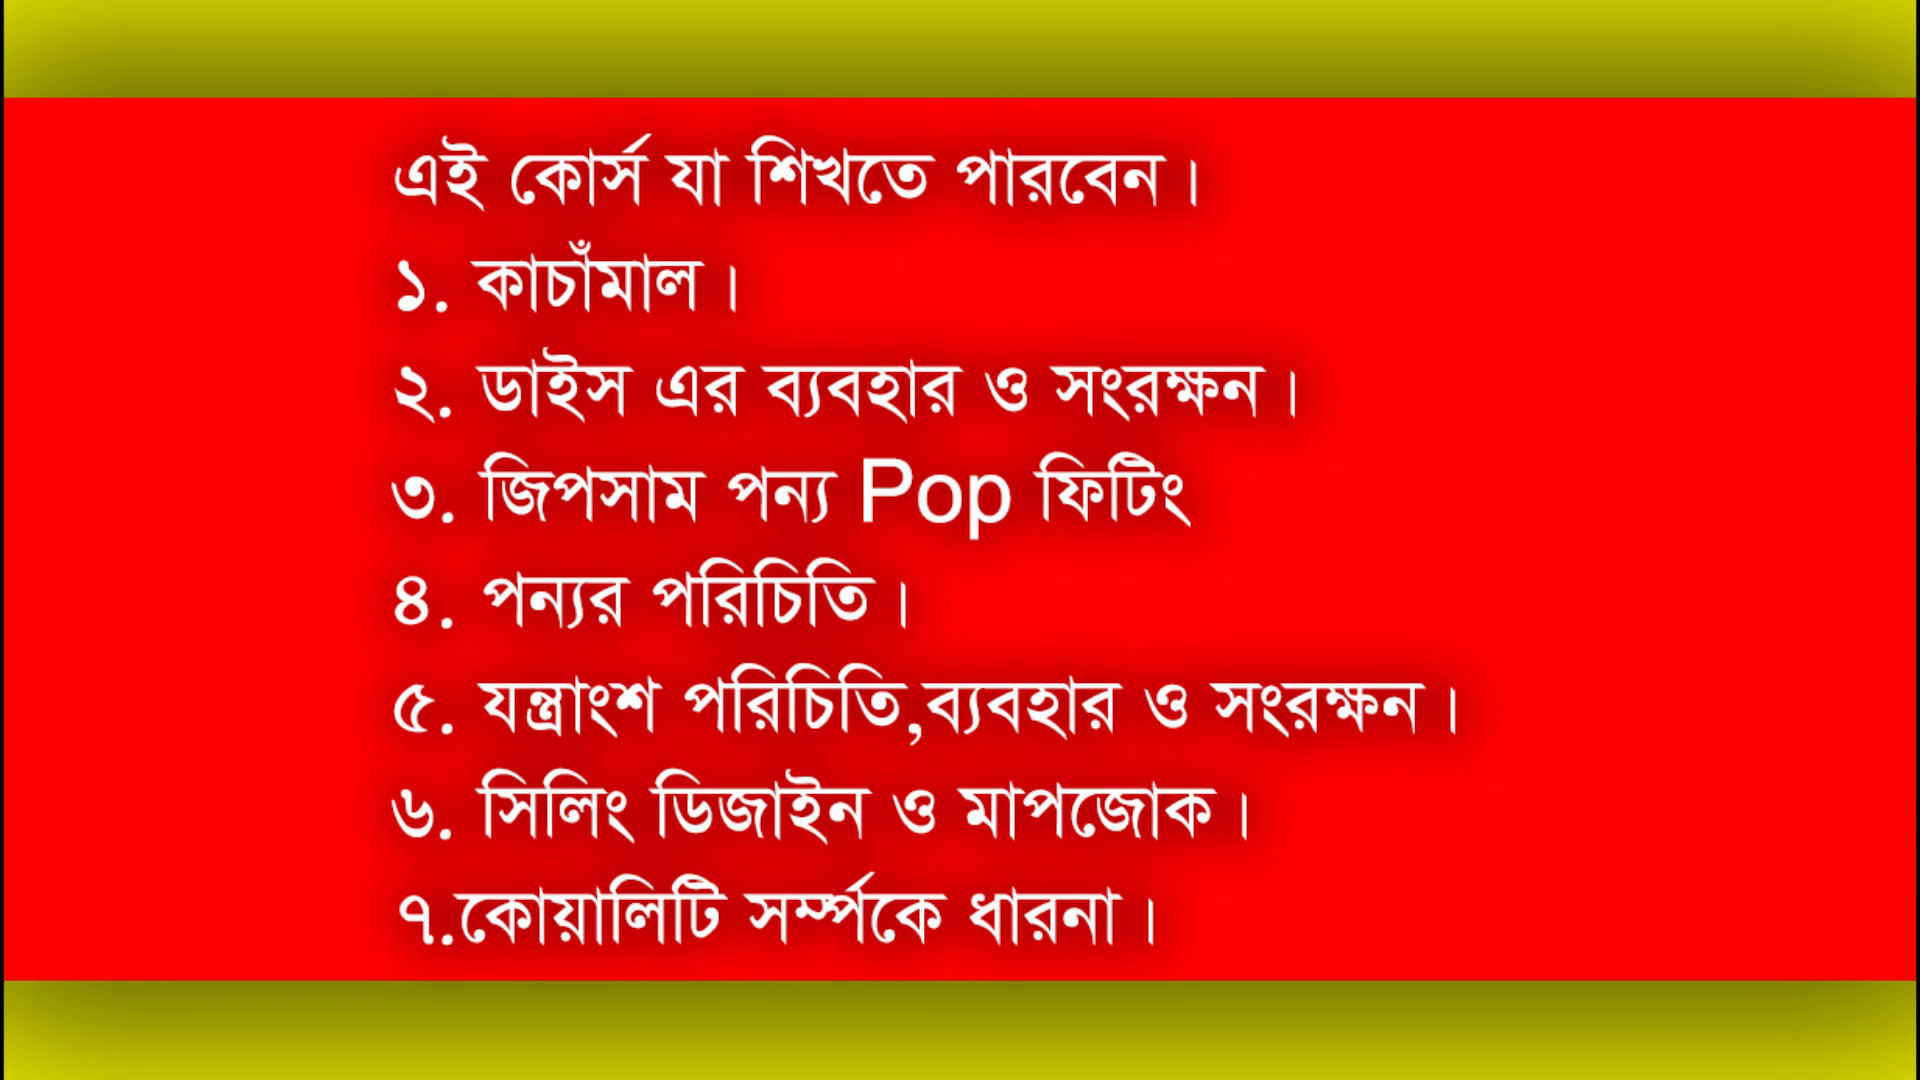 এই কোর্স যা শিখতে পারবেন।
১. কাচাঁমাল।
২. ডাইস এর ব্যবহার ও সংরক্ষন।
৩. জিপসাম পন্য Pop ফিটিং
৪. পন্যর পরিচিতি।
৫. যন্ত্রাংশ পরিচিতি,ব্যবহার ও সংরক্ষন।
৬. সিলিং ডিজাইন ও মাপজোক।
৭.কোয়ালিটি সর্ম্পকে ধারনা।